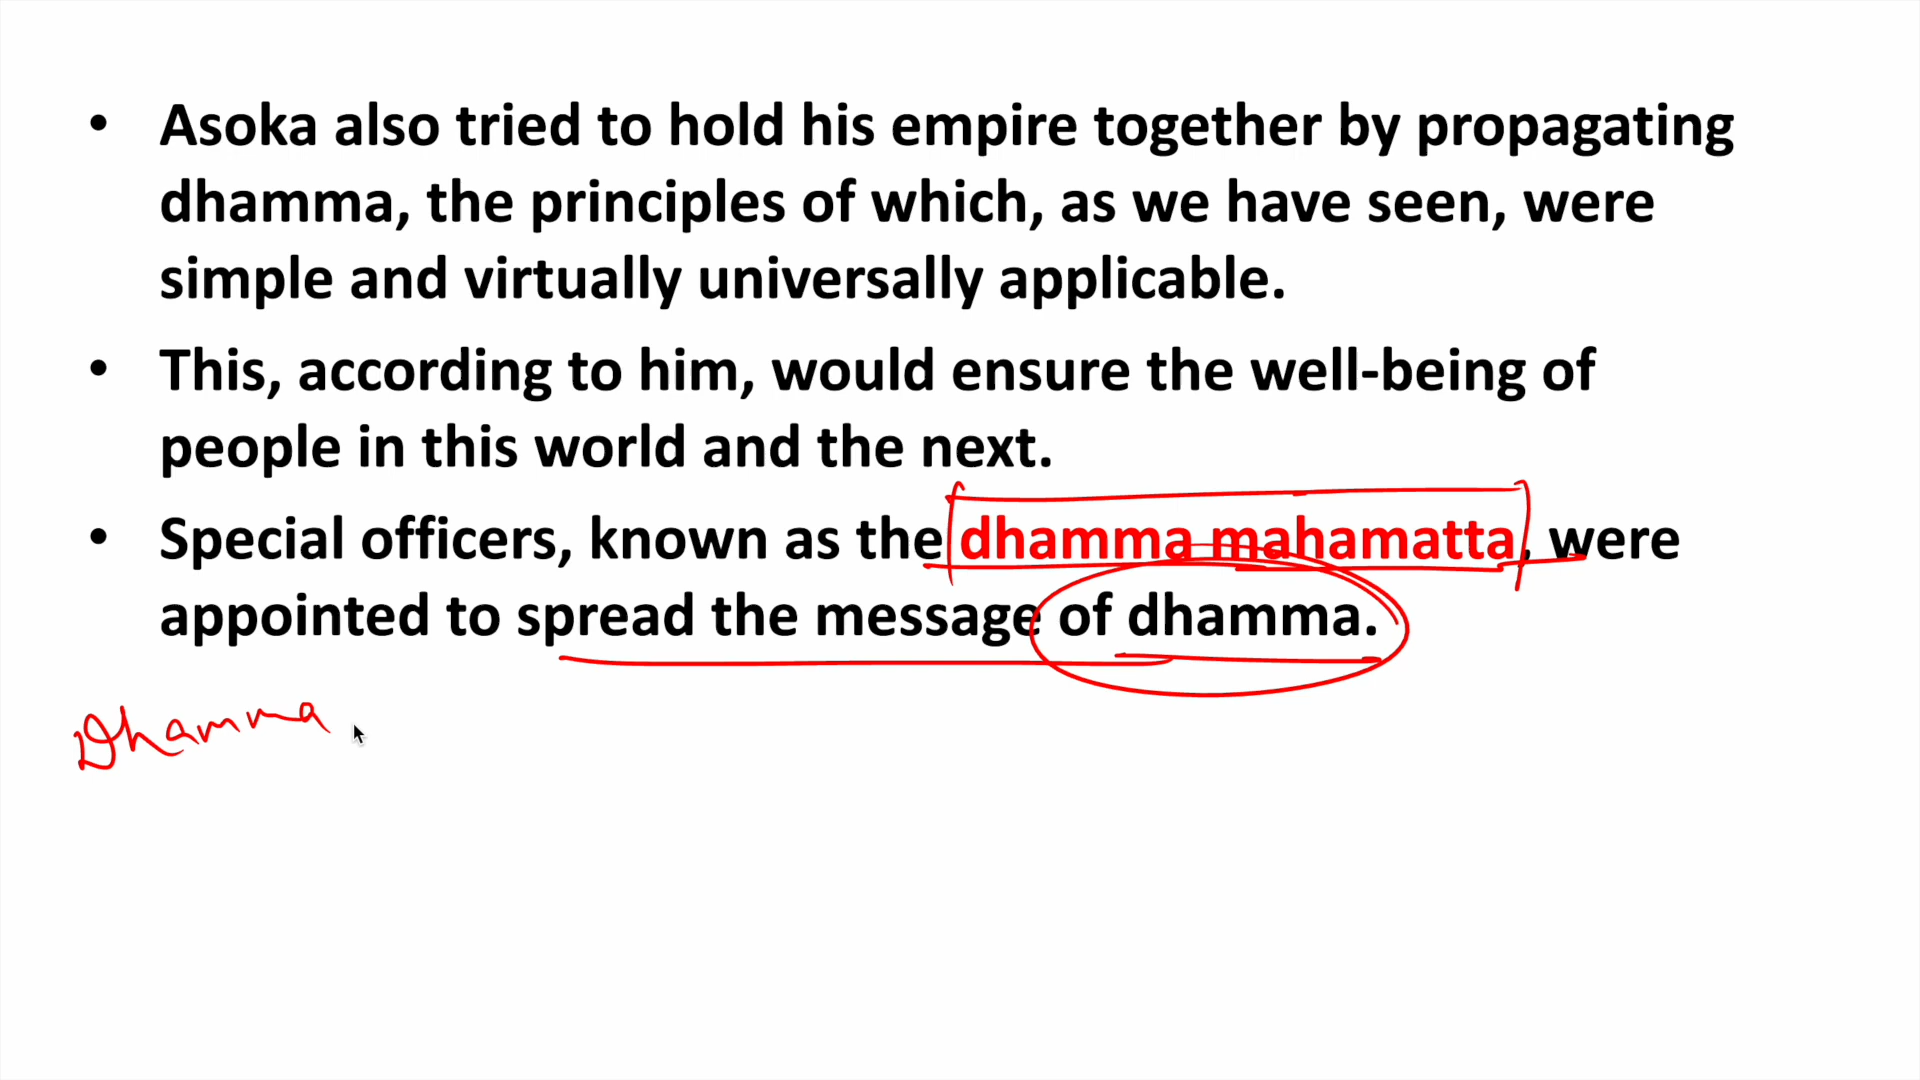 • Asoka also tried to hold his empire together by propagating
dhamma, the principles of which, as we have seen, were
simple and virtually universally applicable.
• This, according to him, would ensure the well-being of
people in this world and the next.
• Special officers, known as the dhamma mahamatta, were
appointed to spread the message of dhamma.
Dhamma